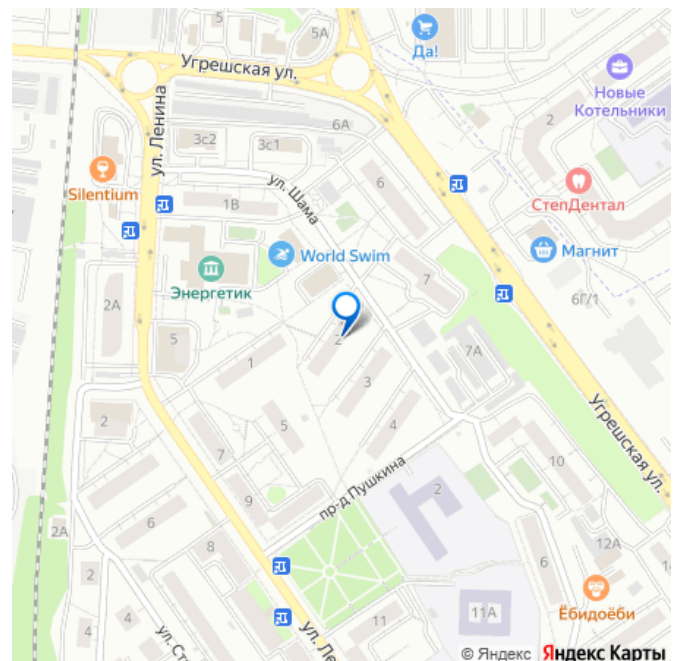 5
5А
Да!
Угрешская ул.
Новые
Котельники
2
ул. Ленина
3с2
3с1
6А
6
Silentium
1В
ул. Шама
СтепДентал
World Swim
Магнит
Энергетик
7
6Г/1
2А
5
2
1
3
7А
2
5
4
Угрешская ул.
7
пр-д Пушкина
9
2
10
6
2А
8
6
12А
14
2
4
11А
Ёбидоёби
4
11
ул. Ст
ул. Ле
© Яндекс Яндекс Карты